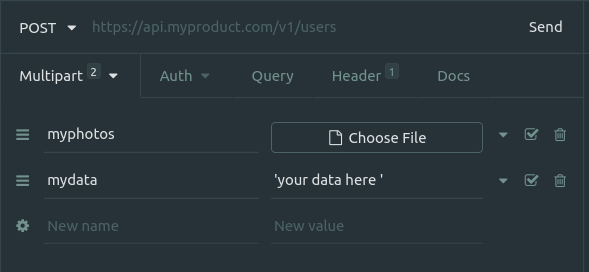 POST https://api.myproduct.com/v1/users Send
Multipart 2 Auth Query Header 1 Docs
myphotos Choose File
mydata 'your data here '
New name New value